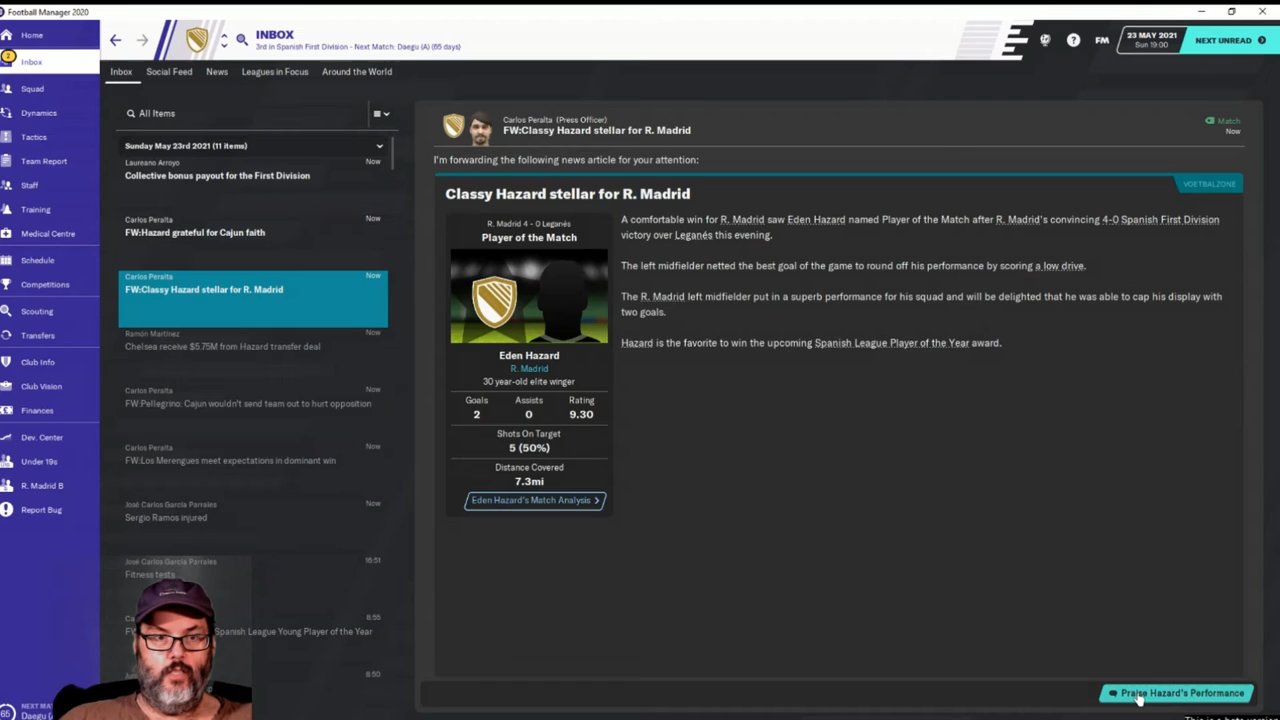 Football Manager 2020
Home
2
Inbox
Squad
Dynamics
Tactics
Team Report
Staff
Training
Medical Centre
Schedule
Competitions
Scouting
Transfers
Club Info
Club Vision
Finances
Dev. Center
Under 19s
R. Madrid B
Report Bug
NEXT MA
Daegu (A
65
INBOX
3rd in Spanish First Division - Next Match: Daegu (A) (65 days)
FM
23 MAY 2021
Sun 19:00
NEXT UNREAD
Inbox
Social Feed
News
Leagues in Focus
Around the World
All Items
Sunday May 23rd 2021 (11 items)
Laureano Arroyo
Now
Collective bonus payout for the First Division
Carlos Peralta
Now
FW:Hazard grateful for Cajun faith
Carlos Peralta
Now
FW:Classy Hazard stellar for R. Madrid
Ramón Martínez
Now
Chelsea receive $5.75M from Hazard transfer deal
Carlos Peralta
Now
FW:Pellegrino: Cajun wouldn't send team out to hurt opposition
Carlos Peralta
Now
FW:Los Merengues meet expectations in dominant win
José Carlos García Parrales
Now
Sergio Ramos injured
José Carlos García Parrales
16:51
Fitness tests
8:55
Spanish League Young Player of the Year
8:50
Carlos Peralta (Press Officer)
FW:Classy Hazard stellar for R. Madrid
Match
Now
I'm forwarding the following news article for your attention:
Classy Hazard stellar for R. Madrid
VOETBALZONE
R. Madrid 4 - 0 Leganés
Player of the Match
Eden Hazard
R. Madrid
30 year-old elite winger
Goals Assists Rating
2 0 9.30
Shots On Target
5 (50%)
Distance Covered
7.3mi
Eden Hazard's Match Analysis
A comfortable win for R. Madrid saw Eden Hazard named Player of the Match after R. Madrid's convincing 4-0 Spanish First Division
victory over Leganés this evening.
The left midfielder netted the best goal of the game to round off his performance by scoring a low drive.
The R. Madrid left midfielder put in a superb performance for his squad and will be delighted that he was able to cap his display with
two goals.
Hazard is the favorite to win the upcoming Spanish League Player of the Year award.
Praise Hazard's Performance